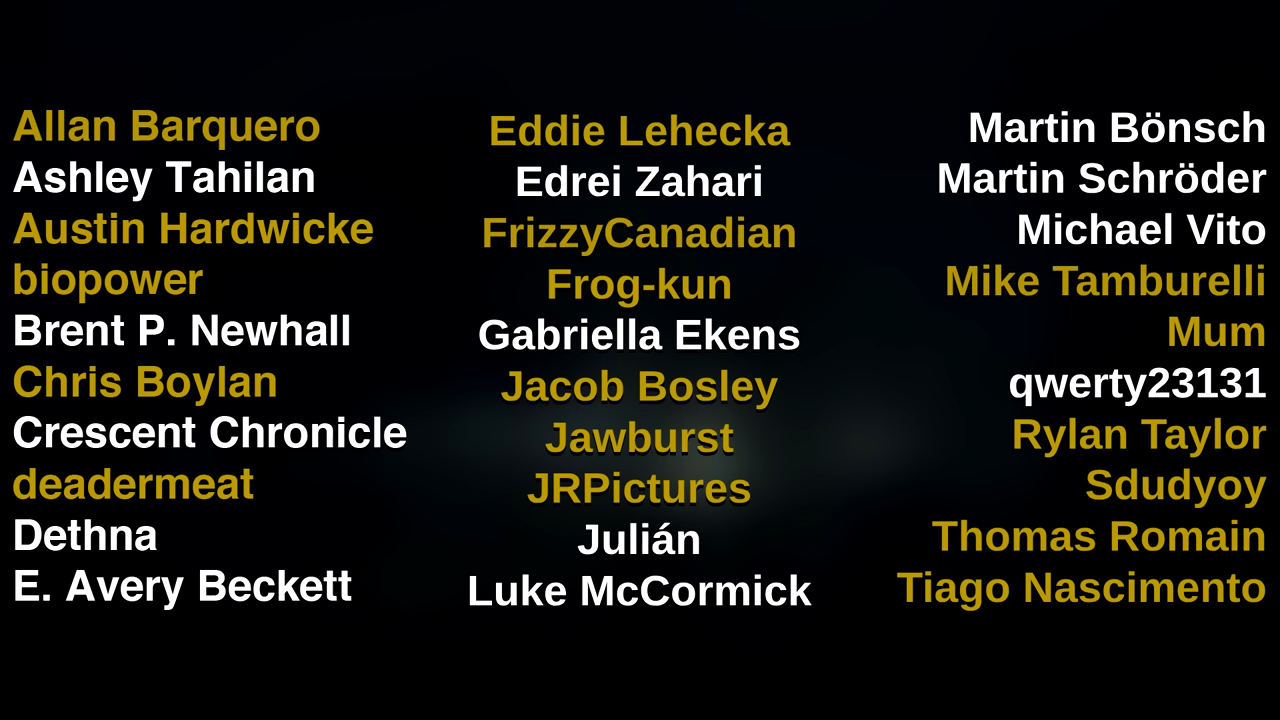 Allan Barquero
Ashley Tahilan
Austin Hardwicke
biopower
Brent P. Newhall
Chris Boylan
Crescent Chronicle
deadermeat
Dethna
E. Avery Beckett
Eddie Lehecka
Edrei Zahari
FrizzyCanadian
Frog-kun
Gabriella Ekens
Jacob Bosley
Jawburst
JRPictures
Julián
Luke McCormick
Martin Bönsch
Martin Schröder
Michael Vito
Mike Tamburelli
Mum
qwerty23131
Rylan Taylor
Sdudyoy
Thomas Romain
Tiago Nascimento